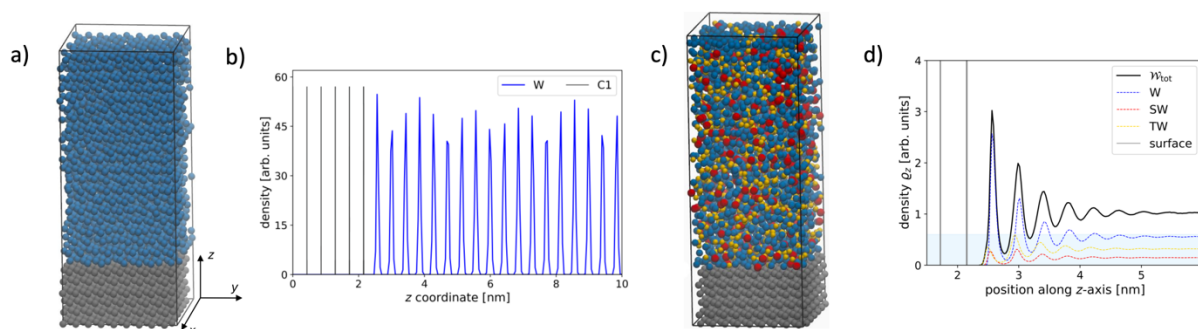 a)
z
y
b)
density [arb. units]
60
45
30
15
0
W
C1
0
2
4
6
8
10
z coordinate [nm]
c)
d)
density ϱz [arb. units]
4
3
2
1
0
𝒲tot
W
SW
TW
surface
2
3
4
5
position along z-axis [nm]